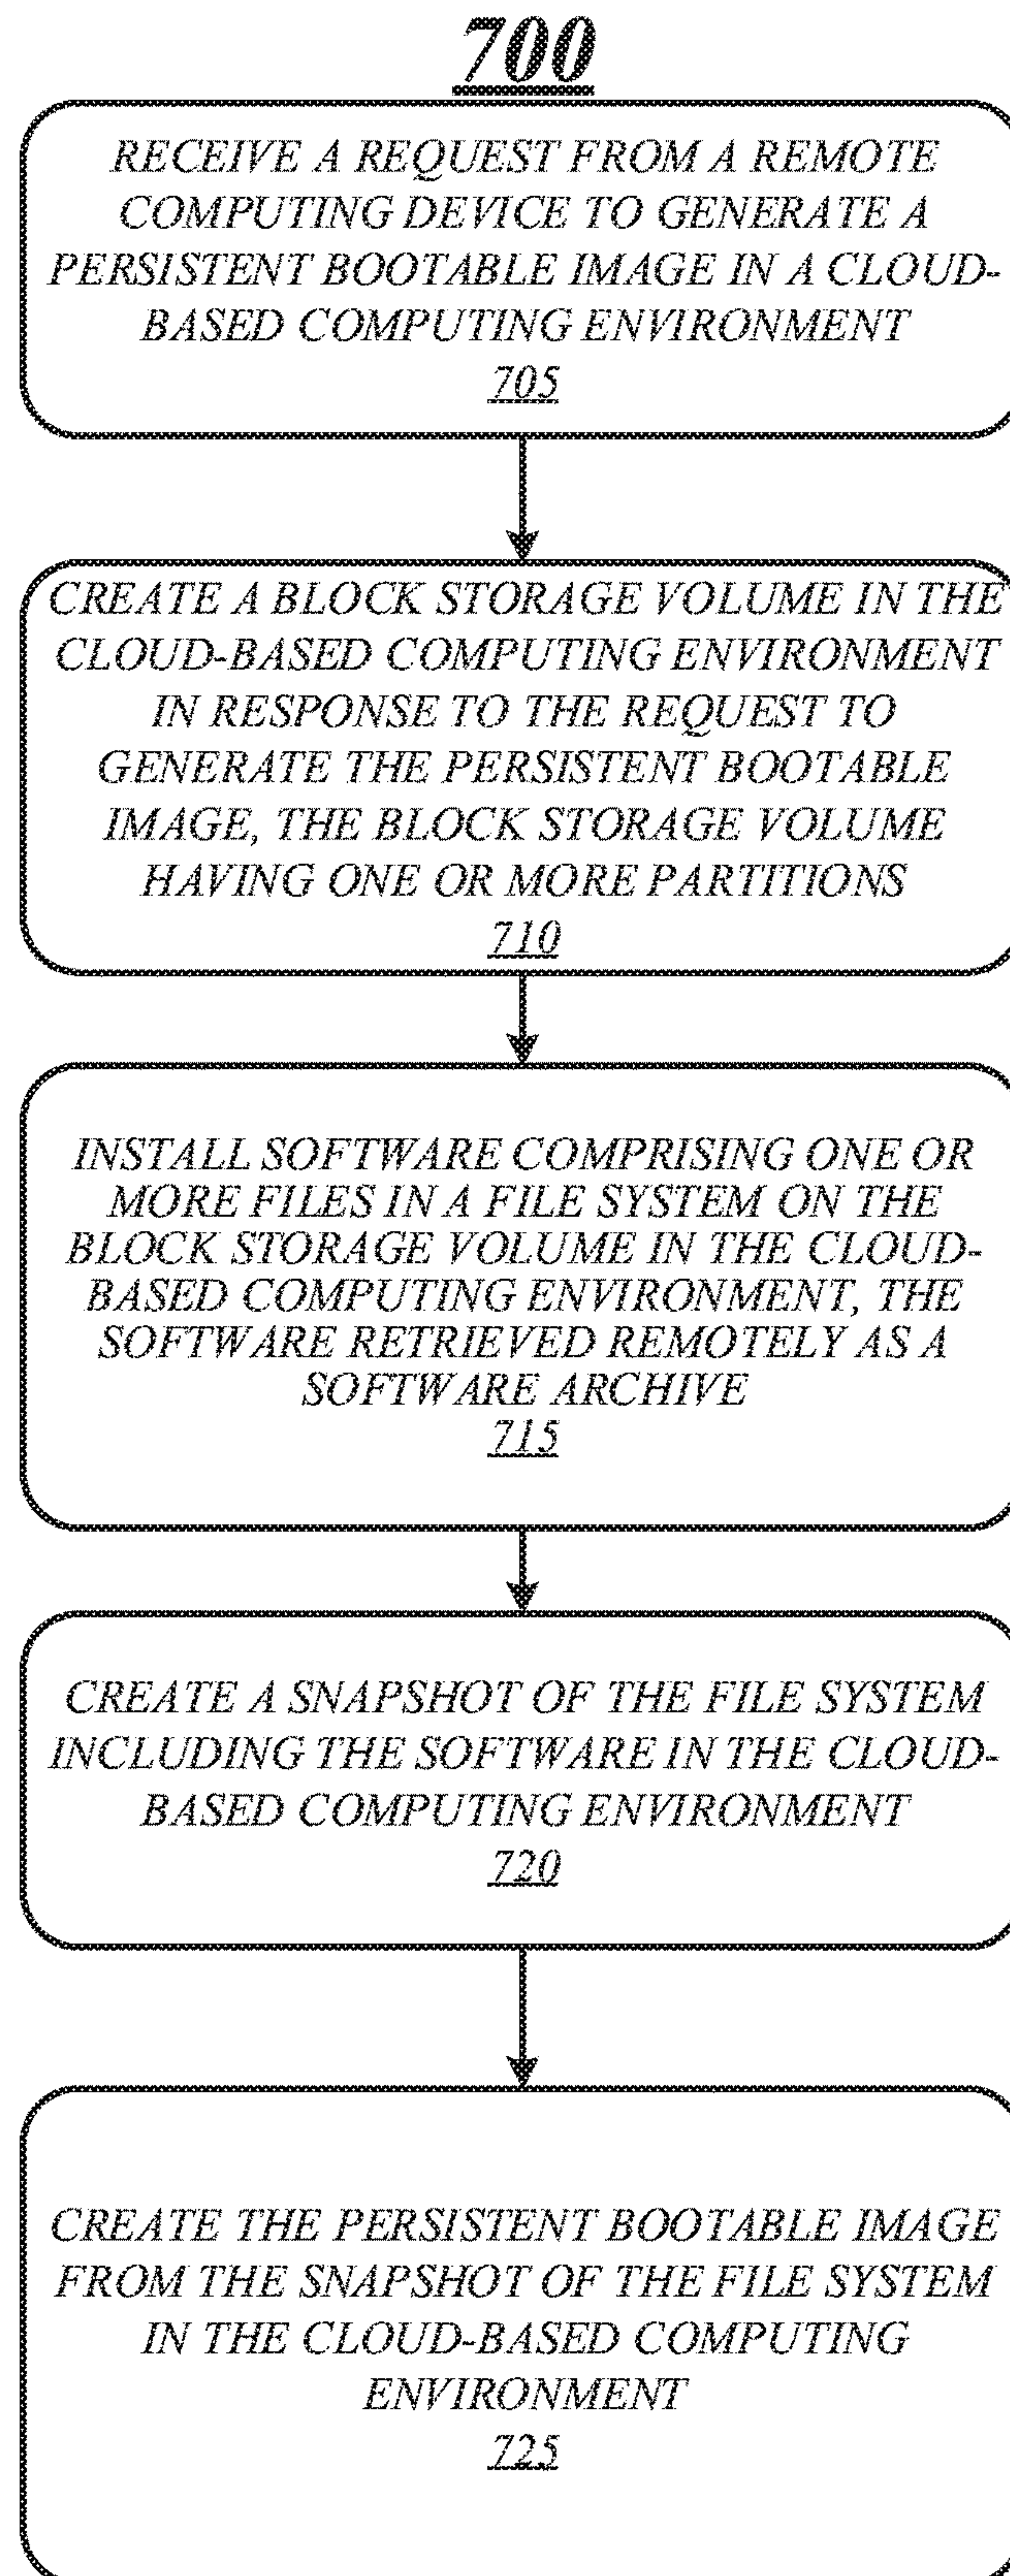 700
RECEIVE A REQUEST FROM A REMOTE
COMPUTING DEVICE TO GENERATE A
PERSISTENT BOOTABLE IMAGE IN A CLOUD-
BASED COMPUTING ENVIRONMENT
705
CREATE A BLOCK STORAGE VOLUME IN THE
CLOUD-BASED COMPUTING ENVIRONMENT
IN RESPONSE TO THE REQUEST TO
GENERATE THE PERSISTENT BOOTABLE
IMAGE, THE BLOCK STORAGE VOLUME
HAVING ONE OR MORE PARTITIONS
710
INSTALL SOFTWARE COMPRISING ONE OR
MORE FILES IN A FILE SYSTEM ON THE
BLOCK STORAGE VOLUME IN THE CLOUD-
BASED COMPUTING ENVIRONMENT, THE
SOFTWARE RETRIEVED REMOTELY AS A
SOFTWARE ARCHIVE
715
CREATE A SNAPSHOT OF THE FILE SYSTEM
INCLUDING THE SOFTWARE IN THE CLOUD-
BASED COMPUTING ENVIRONMENT
720
CREATE THE PERSISTENT BOOTABLE IMAGE
FROM THE SNAPSHOT OF THE FILE SYSTEM
IN THE CLOUD-BASED COMPUTING
ENVIRONMENT
725